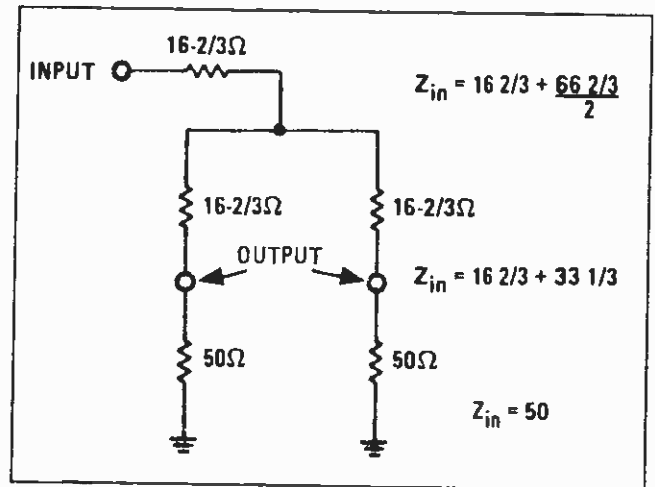 16-2/3Ω
INPUT
Z_in = 16 2/3 + 66 2/3
2
16-2/3Ω
16-2/3Ω
OUTPUT
Z_in = 16 2/3 + 33 1/3
50Ω
50Ω
Z_in = 50